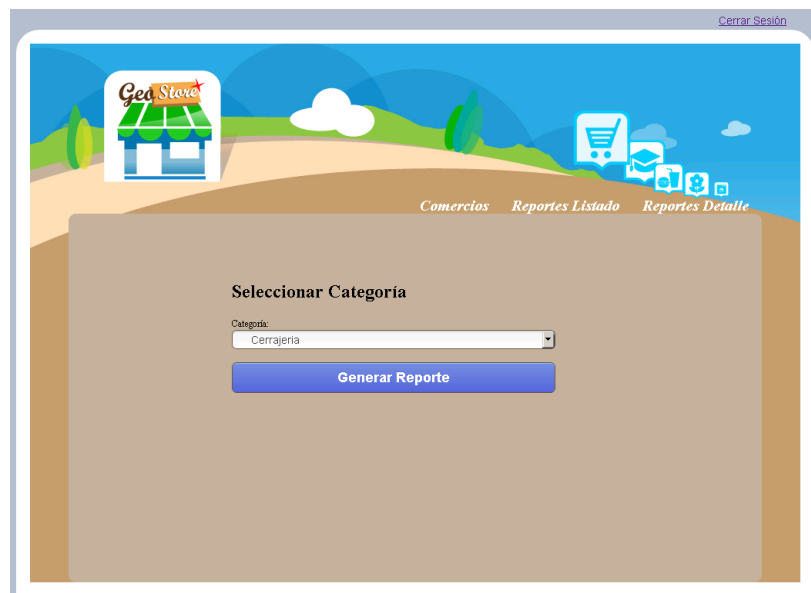 Cerrar Sesión
Geo Store
Comercios Reportes Listado Reportes Detalle
Seleccionar Categoría
Categoría:
Cerrajeria
Generar Reporte